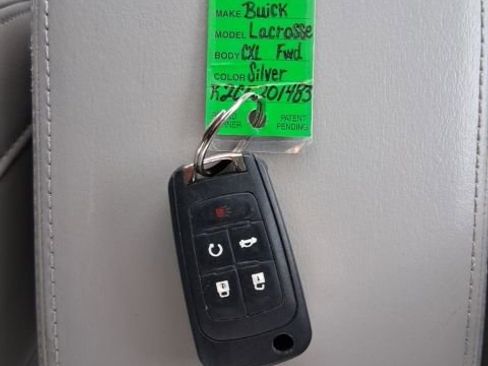 MAKE Buick
MODEL Lacrosse
BODY CXL Fwd
COLOR Silver
PATENT
PENDING